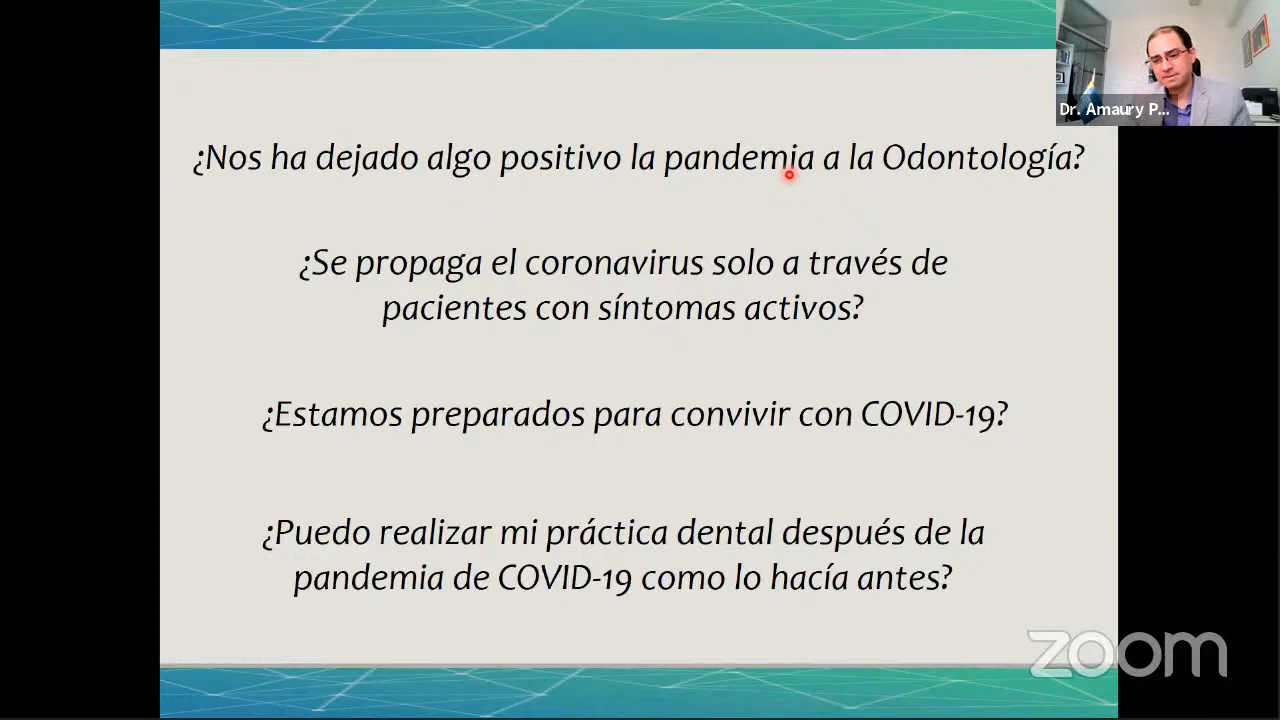 Dr. Amaury P...
¿Nos ha dejado algo positivo la pandemia a la Odontología?
¿Se propaga el coronavirus solo a través de
pacientes con síntomas activos?
¿Estamos preparados para convivir con COVID-19?
¿Puedo realizar mi práctica dental después de la
pandemia de COVID-19 como lo hacía antes?
zoom